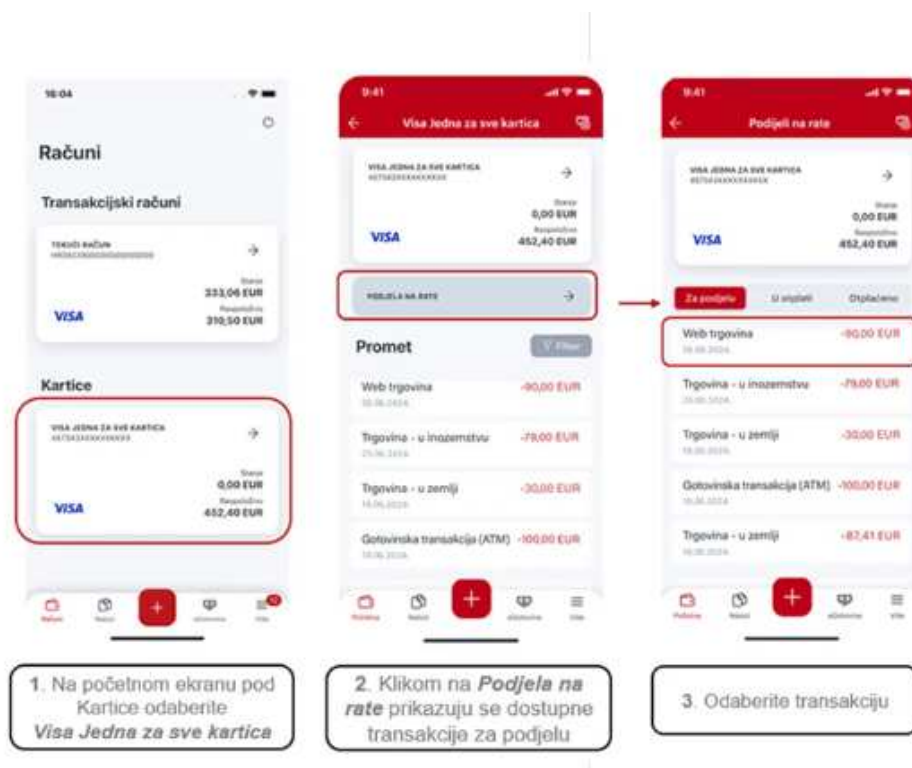 16:04
Računi
Transakcijski računi
TEKUĆI RAČUN
Stanje
333,06 EUR
Raspoloživo
VISA
310,50 EUR
Kartice
VISA JEDNA ZA SVE KARTICA
Stanje
0,00 EUR
Raspoloživo
VISA
452,40 EUR
Računi
Više
1. Na početnom ekranu pod
Kartice odaberite
Visa Jedna za sve kartica
9:41
Visa Jedna za sve kartica
VISA JEDNA ZA SVE KARTICA
Stanje
0,00 EUR
Raspoloživo
VISA
452,40 EUR
PODJELA NA RATE
Promet
Filter
Web trgovina
-90,00 EUR
Trgovina - u inozemstvu
-79,00 EUR
Trgovina - u zemlji
-30,00 EUR
Gotovinska transakcija (ATM)
-100,00 EUR
Početna
Više
2. Klikom na Podjela na
rate prikazuju se dostupne
transakcije za podjelu
9:41
Podijeli na rate
VISA JEDNA ZA SVE KARTICA
Stanje
0,00 EUR
Raspoloživo
VISA
452,40 EUR
Za podjelu
U otplati
Otplaćeno
Web trgovina
-90,00 EUR
Trgovina - u inozemstvu
-79,00 EUR
Trgovina - u zemlji
-30,00 EUR
Gotovinska transakcija (ATM)
-100,00 EUR
Trgovina - u zemlji
-87,41 EUR
Početna
Više
3. Odaberite transakciju